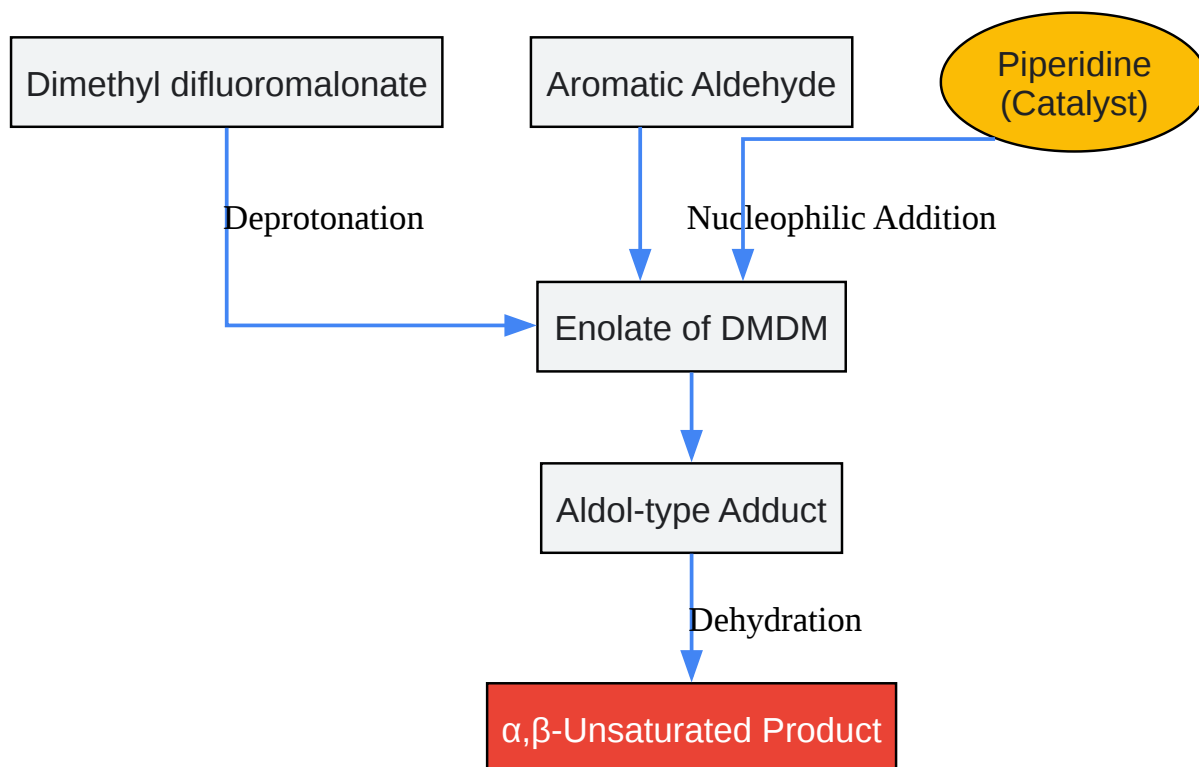 Dimethyl difluoromalonate
Aromatic Aldehyde
Piperidine
(Catalyst)
Deprotonation
Nucleophilic Addition
Enolate of DMDM
Aldol-type Adduct
Dehydration
α,β-Unsaturated Product